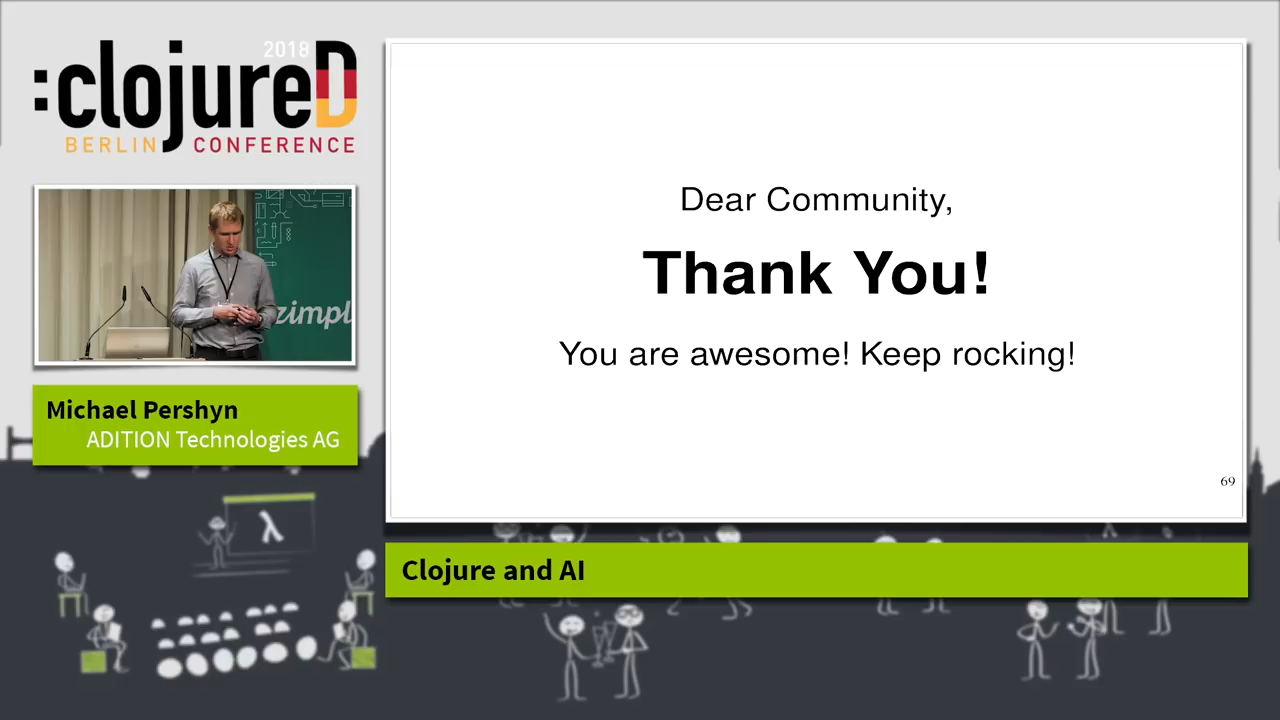 2018
:clojureD
BERLIN CONFERENCE
zimpl
Michael Pershyn
ADITION Technologies AG
Dear Community,
Thank You!
You are awesome! Keep rocking!
69
Clojure and AI
λ